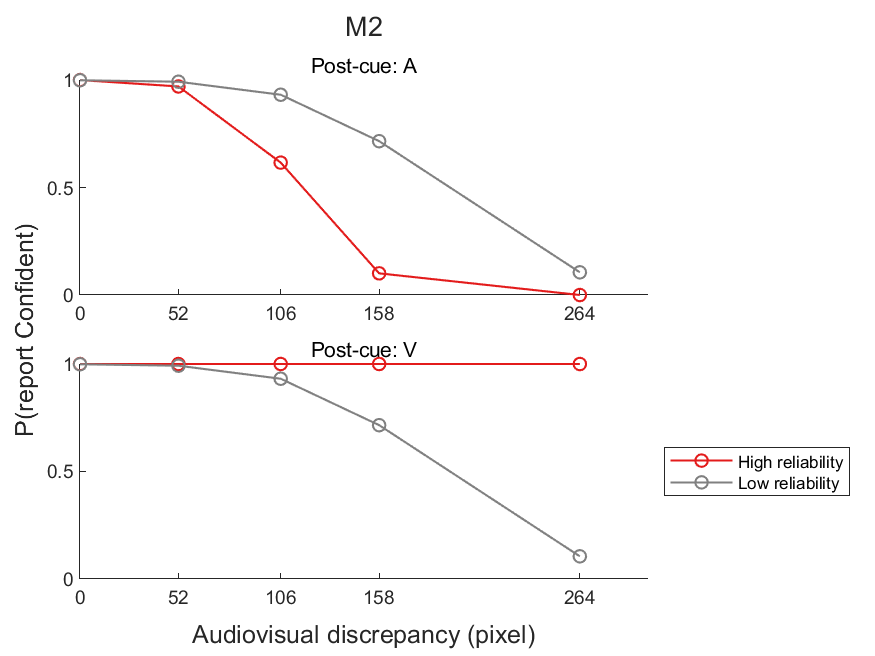 M2
Post-cue: A
1
0.5
0
0 52 106 158 264
P(report Confident)
Post-cue: V
1
0.5
0
0 52 106 158 264
Audiovisual discrepancy (pixel)
High reliability
Low reliability